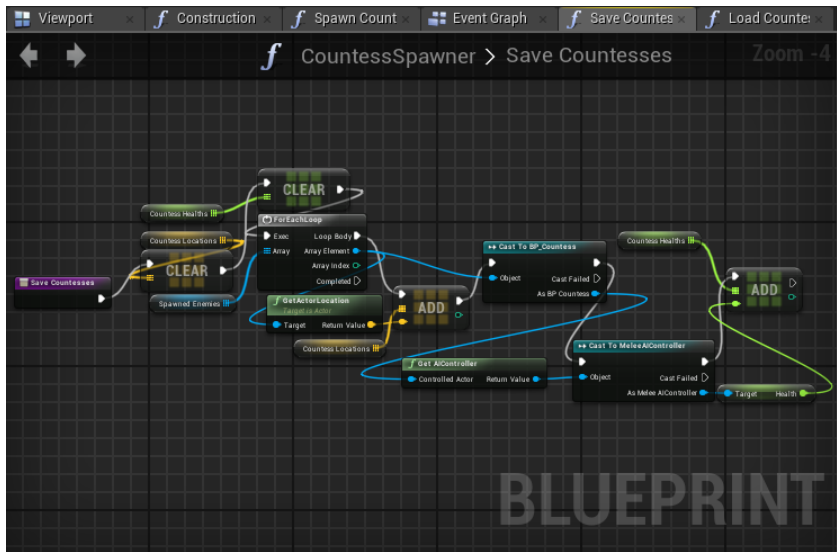 Viewport
Construction
Spawn Count
Event Graph
Save Countes
Load Countes
CountessSpawner > Save Countesses
Zoom -4
CLEAR
Countess Healths
ForEachLoop
Exec
Loop Body
Countess Locations
Array
Array Element
CLEAR
Array Index
Completed
Save Countesses
Spawned Enemies
GetActorLocation
Target is Actor
Target
Return Value
ADD
Countess Locations
Cast To BP_Countess
Object
Cast Failed
As BP Countess
Countess Healths
ADD
Get AIController
Controlled Actor
Return Value
Cast To MeleeAIController
Object
Cast Failed
As Melee AIController
Target
Health
BLUEPRINT